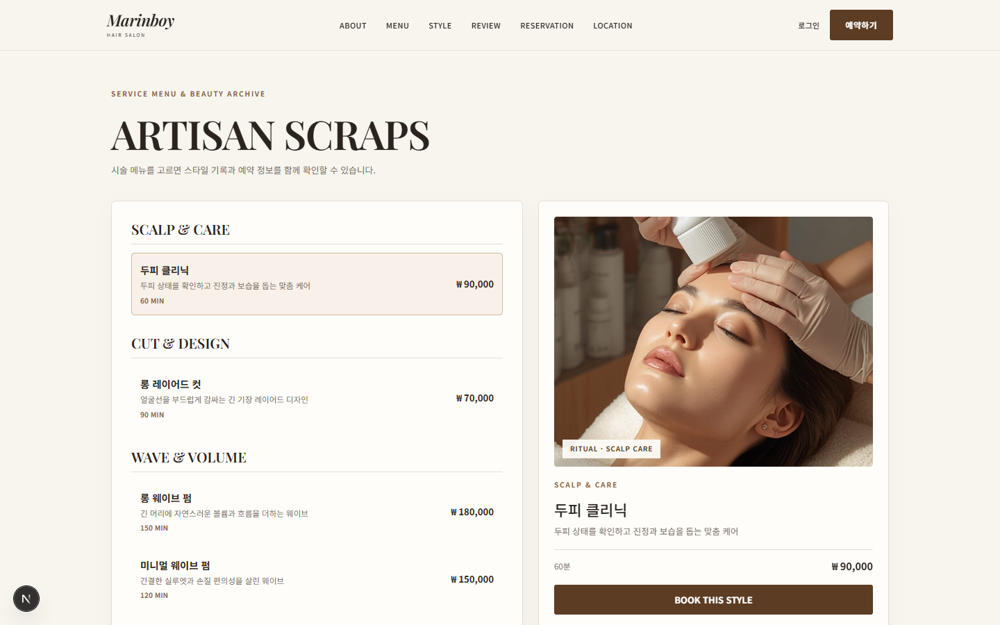 Marinboy
HAIR SALON
ABOUT MENU STYLE REVIEW RESERVATION LOCATION
로그인
예약하기
SERVICE MENU & BEAUTY ARCHIVE
ARTISAN SCRAPS
시술 메뉴를 고르면 스타일 기록과 예약 정보를 함께 확인할 수 있습니다.
SCALP & CARE
두피 클리닉
두피 상태를 확인하고 진정과 보습을 돕는 맞춤 케어
60 MIN
₩ 90,000
CUT & DESIGN
롱 레이어드 컷
얼굴선을 부드럽게 감싸는 긴 기장 레이어드 디자인
90 MIN
₩ 70,000
WAVE & VOLUME
롱 웨이브 펌
긴 머리에 자연스러운 볼륨과 흐름을 더하는 웨이브
150 MIN
₩ 180,000
미니멀 웨이브 펌
간결한 실루엣과 손질 편의성을 살린 웨이브
120 MIN
₩ 150,000
RITUAL · SCALP CARE
SCALP & CARE
두피 클리닉
두피 상태를 확인하고 진정과 보습을 돕는 맞춤 케어
60분
₩ 90,000
BOOK THIS STYLE
N